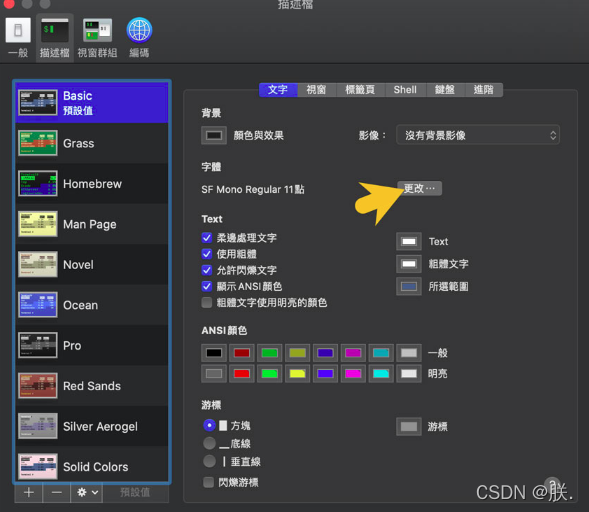 描述檔
一般 描述檔 視窗群組 編碼
文字 視窗 標籤頁 Shell 鍵盤 進階
Basic
預設值
Grass
Homebrew
Man Page
Novel
Ocean
Pro
Red Sands
Silver Aerogel
Solid Colors
預設值
背景
顏色與效果 影像： 沒有背景影像
字體
SF Mono Regular 11點 更改⋯
Text
柔邊處理文字 Text
使用粗體 粗體文字
允許閃爍文字
顯示 ANSI 顏色 所選範圍
粗體文字使用明亮的顏色
ANSI 顏色
一般
明亮
游標
方塊 游標
底線
垂直線
閃爍游標
?
CSDN @朕.